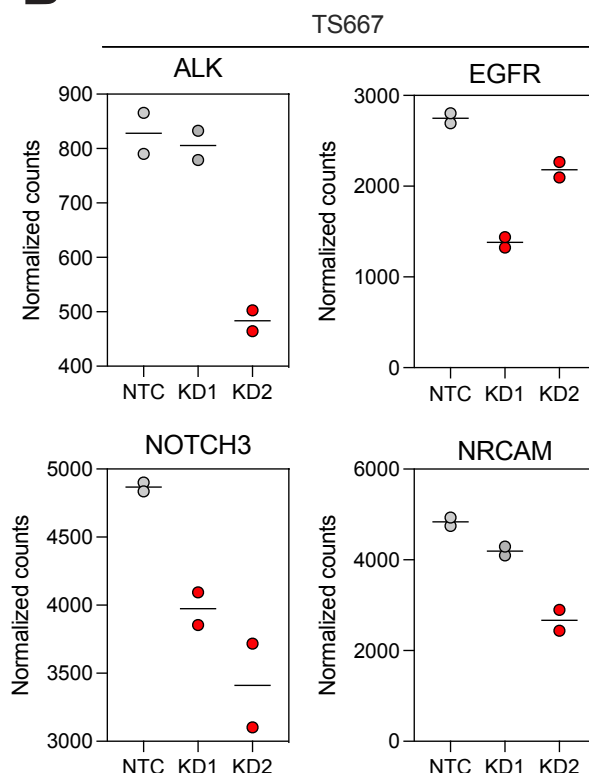 TS667
ALK
Normalized counts
900
800
700
600
500
400
NTC KD1 KD2
EGFR
Normalized counts
3000
2000
1000
0
NTC KD1 KD2
NOTCH3
Normalized counts
5000
4500
4000
3500
3000
NTC KD1 KD2
NRCAM
Normalized counts
6000
4000
2000
0
NTC KD1 KD2